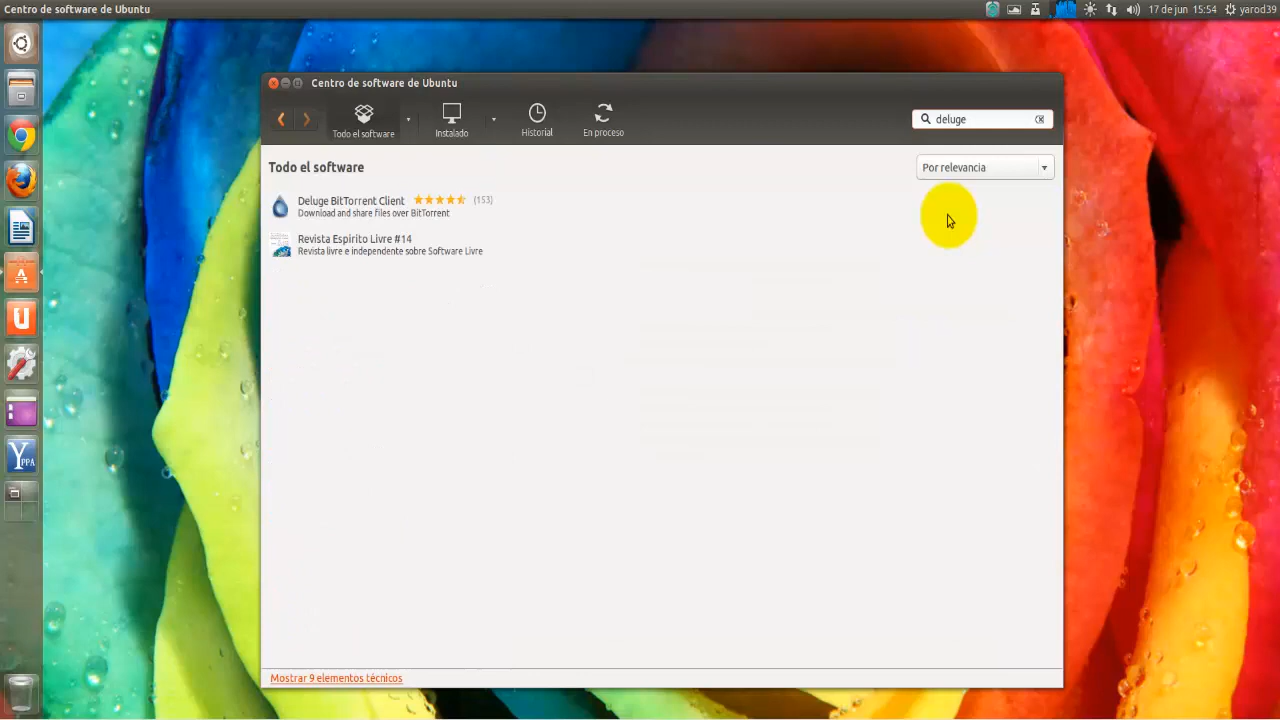 Centro de software de Ubuntu
17 de jun 15:54 yarod39
Centro de software de Ubuntu
Todo el software
Instalado
Historial
En proceso
deluge
Todo el software
Por relevancia
Deluge BitTorrent Client (153)
Download and share files over BitTorrent
Revista Espirito Livre #14
Revista livre e independente sobre Software Livre
YPPA
Mostrar 9 elementos técnicos